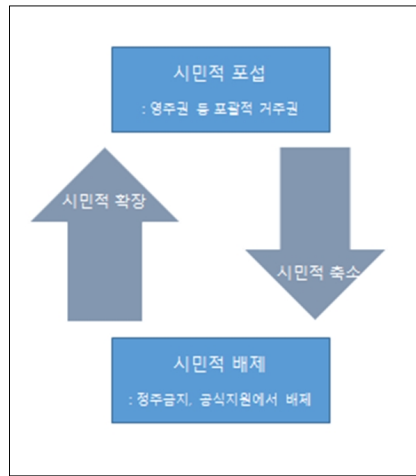 시민적 포섭
: 영주권 등 포괄적 거주권
시민적 확장
시민적 축소
시민적 배제
: 정주금지, 공식지원에서 배제